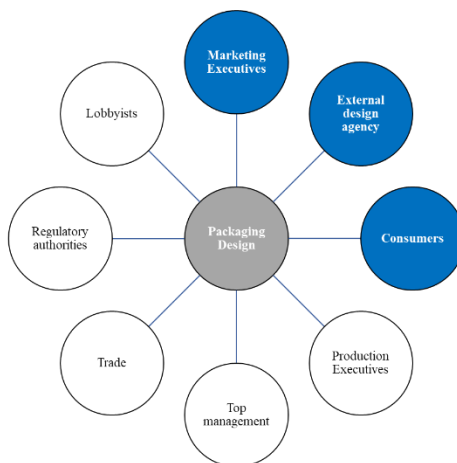 Marketing
Executives
External
design
agency
Lobbyists
Consumers
Packaging
Design
Regulatory
authorities
Production
Executives
Trade
Top
management